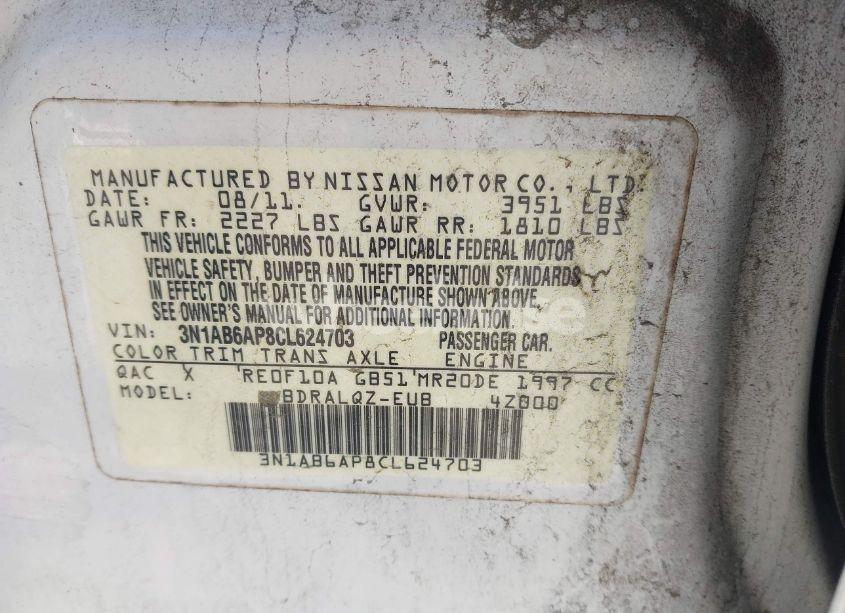 MANUFACTURED BY NISSAN MOTOR CO., LTD.
DATE: 08/11. GVWR: 3951 LBS
GAWR FR: 2227 LBS GAWR RR: 1810 LBS
THIS VEHICLE CONFORMS TO ALL APPLICABLE FEDERAL MOTOR
VEHICLE SAFETY, BUMPER AND THEFT PREVENTION STANDARDS
IN EFFECT ON THE DATE OF MANUFACTURE SHOWN ABOVE.
SEE OWNER'S MANUAL FOR ADDITIONAL INFORMATION.
VIN: 3N1AB6AP8CL624703 PASSENGER CAR.
COLOR TRIM TRANS AXLE ENGINE
QAC X RE0F10A GB51 MR20DE 1997 CC
MODEL: BDRALQZ-EUB 4Z000
3N1AB6AP8CL624703